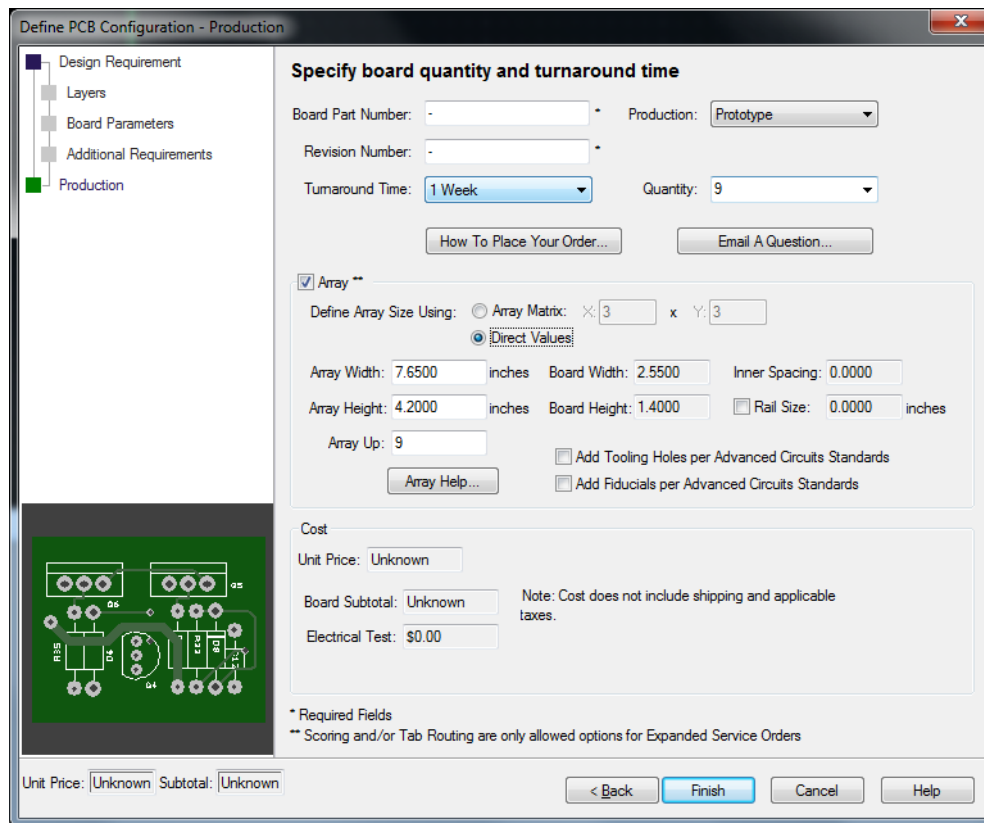 Define PCB Configuration - Production
Design Requirement
Layers
Board Parameters
Additional Requirements
Production
Specify board quantity and turnaround time
Board Part Number: - * Production: Prototype
Revision Number: - *
Turnaround Time: 1 Week Quantity: 9
How To Place Your Order... Email A Question...
Array **
Define Array Size Using: Array Matrix: X: 3 x Y: 3
Direct Values
Array Width: 7.6500 inches Board Width: 2.5500 Inner Spacing: 0.0000
Array Height: 4.2000 inches Board Height: 1.4000 Rail Size: 0.0000 inches
Array Up: 9
Add Tooling Holes per Advanced Circuits Standards
Array Help... Add Fiducials per Advanced Circuits Standards
Cost
Unit Price: Unknown
Board Subtotal: Unknown Note: Cost does not include shipping and applicable
taxes.
Electrical Test: $0.00
Q6 Q5
R35 D6 Q4 R33 D8
* Required Fields
** Scoring and/or Tab Routing are only allowed options for Expanded Service Orders
Unit Price: Unknown Subtotal: Unknown < Back Finish Cancel Help